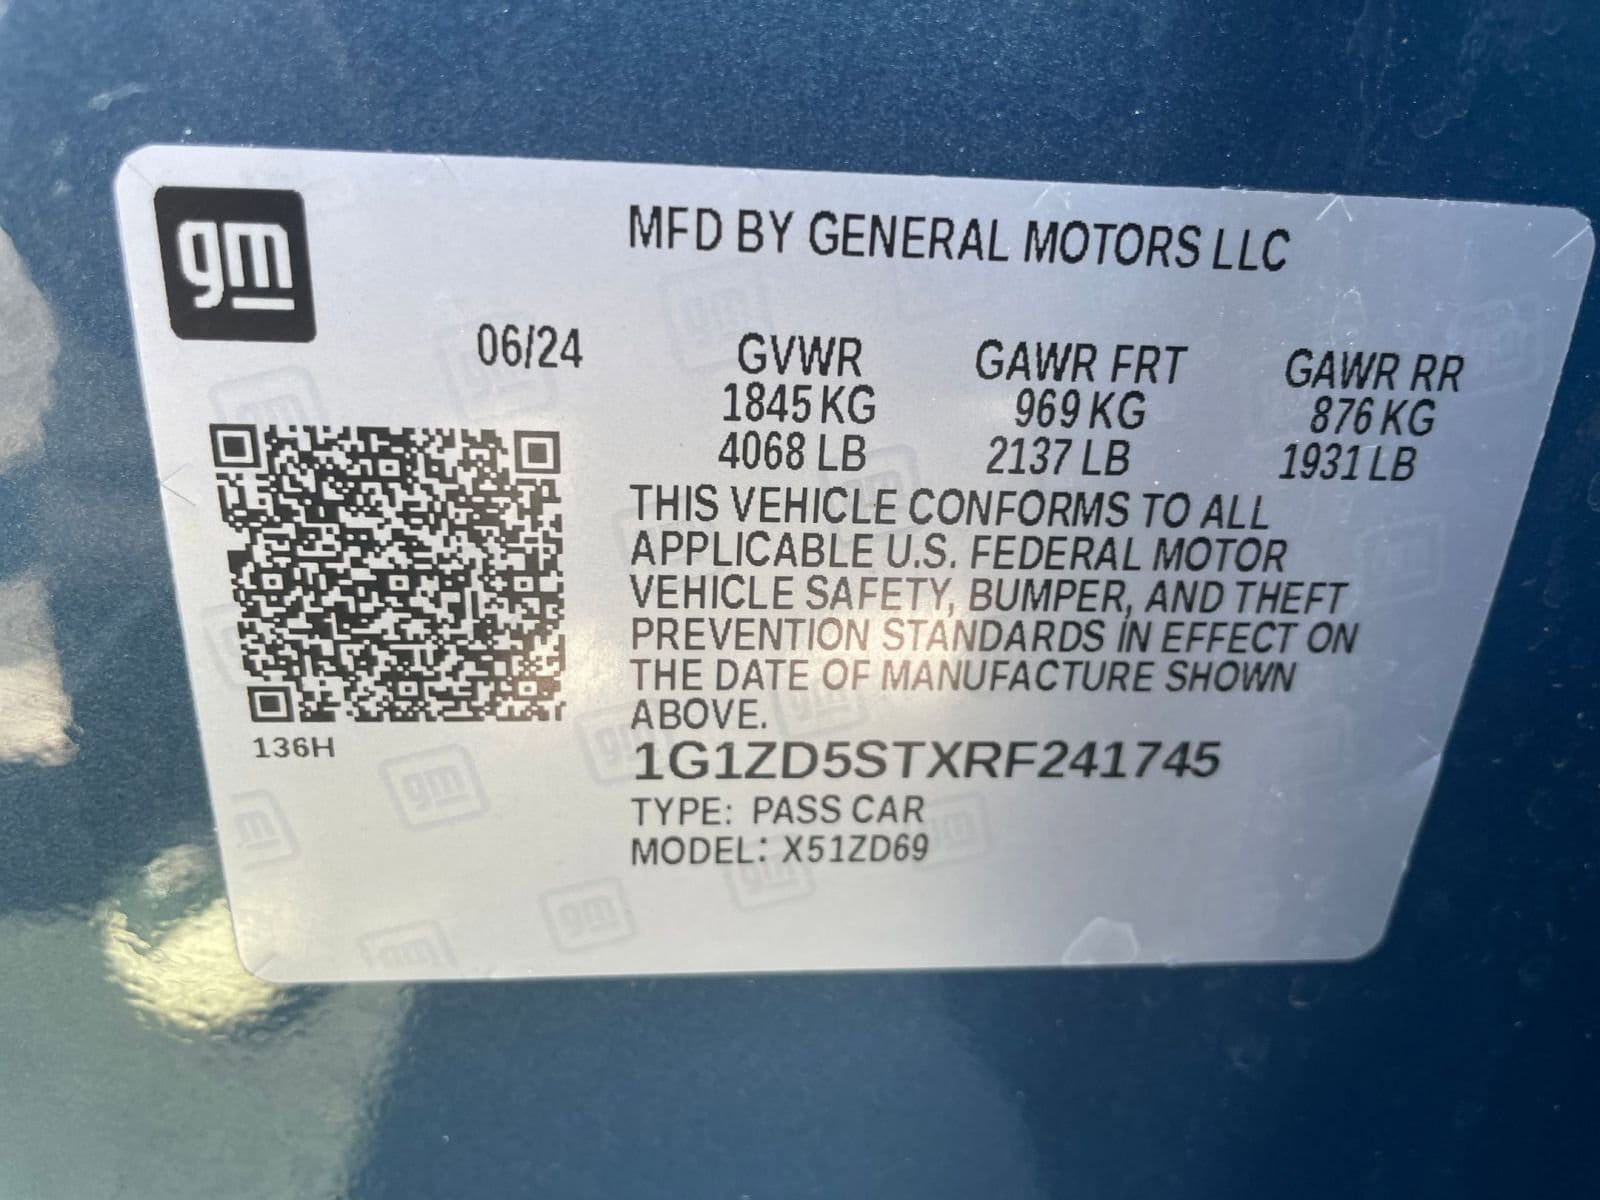 gm
MFD BY GENERAL MOTORS LLC
06/24 GVWR GAWR FRT GAWR RR
1845 KG 969 KG 876 KG
4068 LB 2137 LB 1931 LB
THIS VEHICLE CONFORMS TO ALL
APPLICABLE U.S. FEDERAL MOTOR
VEHICLE SAFETY, BUMPER, AND THEFT
PREVENTION STANDARDS IN EFFECT ON
THE DATE OF MANUFACTURE SHOWN
ABOVE.
136H
1G1ZD5STXRF241745
TYPE: PASS CAR
MODEL: X51ZD69